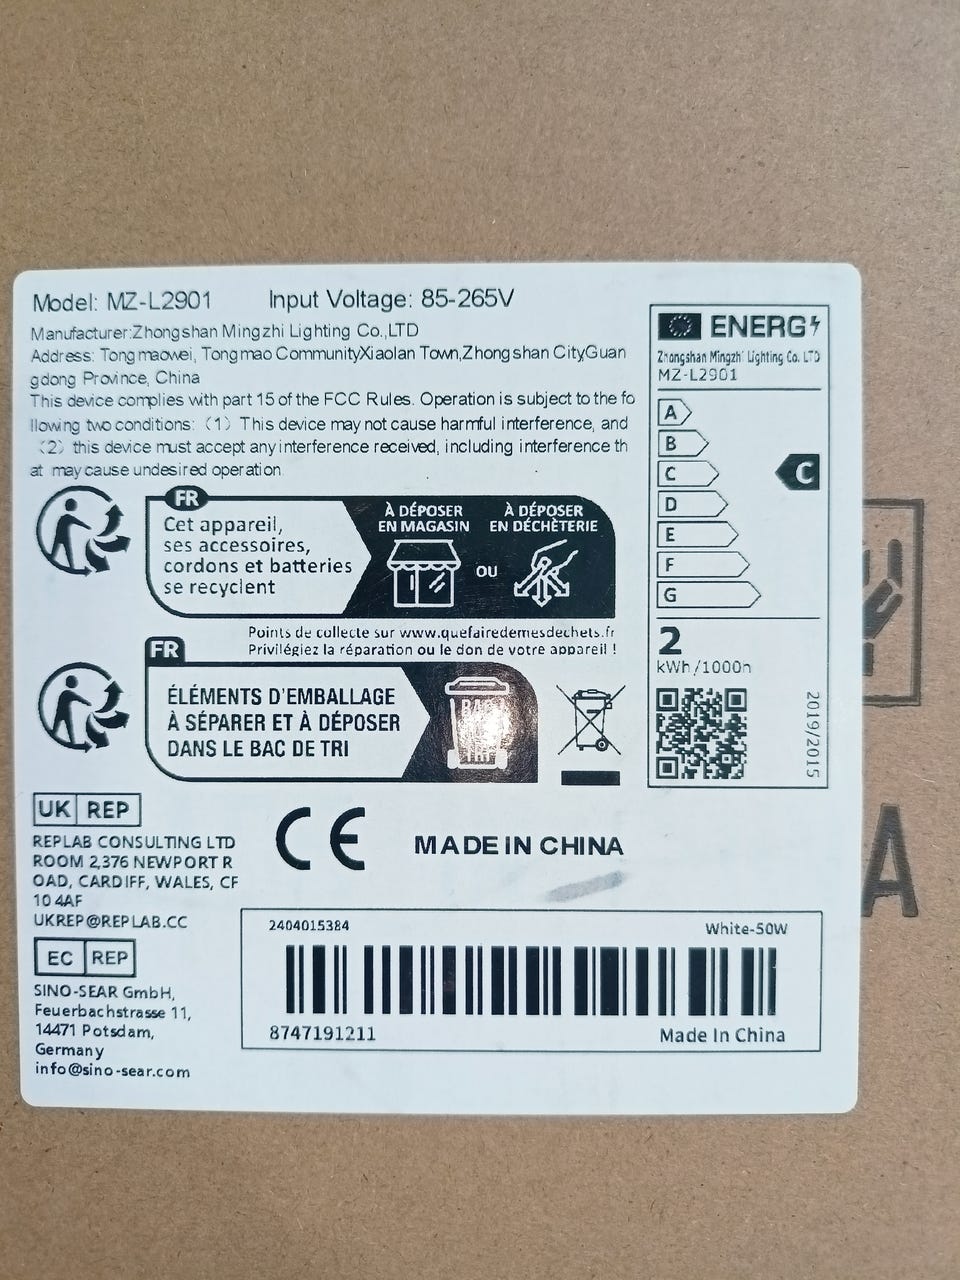 Model: MZ-L2901 Input Voltage: 85-265V
Manufacturer:Zhongshan Mingzhi Lighting Co.,LTD
Address: Tongmaowei, Tongmao CommunityXiaolan Town,Zhongshan City,Guan
gdong Province, China
This device complies with part 15 of the FCC Rules. Operation is subject to the fo
llowing two conditions:（1）This device may not cause harmful interference, and
（2）this device must accept any interference received, including interference th
at may cause undesired operation
FR
Cet appareil,
ses accessoires,
cordons et batteries
se recyclent
À DÉPOSER
EN MAGASIN
OU
À DÉPOSER
EN DÉCHÈTERIE
Points de collecte sur www.quefairedemesdechets.fr
Privilégiez la réparation ou le don de votre appareil !
FR
ÉLÉMENTS D'EMBALLAGE
À SÉPARER ET À DÉPOSER
DANS LE BAC DE TRI
BAC
TRI
ENERG
Zhongshan Mingzhi Lighting Co. LTD
MZ-L2901
A
B
C
D
E
F
G
C
2
kWh/1000h
2019/2015
UK REP
REPLAB CONSULTING LTD
ROOM 2,376 NEWPORT R
OAD, CARDIFF, WALES, CF
10 4AF
UKREP@REPLAB.CC
CE
MADE IN CHINA
EC REP
SINO-SEAR GmbH,
Feuerbachstrasse 11,
14471 Potsdam,
Germany
info@sino-sear.com
2404015384 White-50W
8747191211 Made In China
A